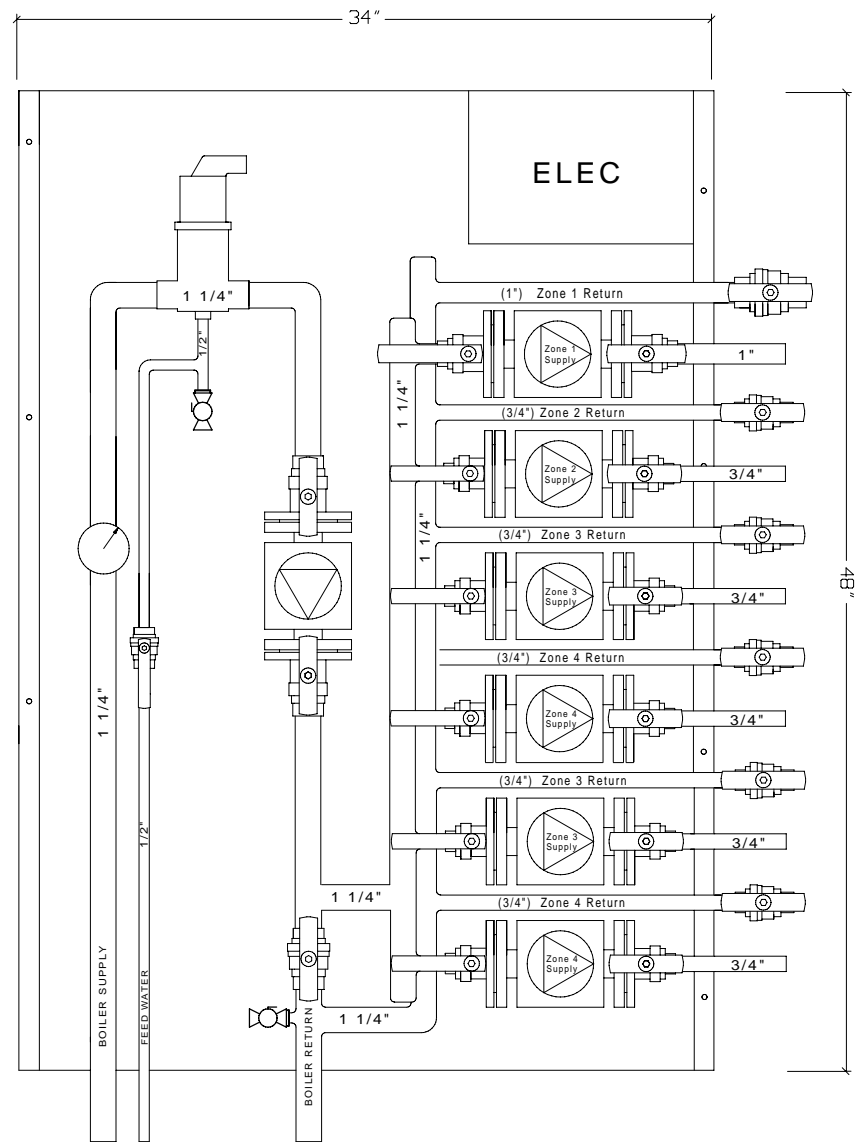 34"
ELEC
1 1/4"
(1") Zone 1 Return
1/2"
Zone 1
Supply
1"
1 1/4"
(3/4") Zone 2 Return
Zone 2
Supply
3/4"
1 1/4"
(3/4") Zone 3 Return
48"
Zone 3
Supply
3/4"
(3/4") Zone 4 Return
1 1/4"
Zone 4
Supply
3/4"
(3/4") Zone 3 Return
1/2"
Zone 3
Supply
3/4"
1 1/4"
(3/4") Zone 4 Return
Zone 4
Supply
3/4"
BOILER SUPPLY
FEED WATER
1 1/4"
BOILER RETURN